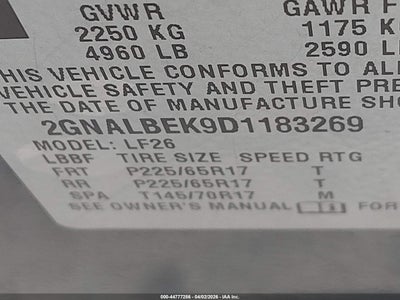 GVWR GAWR F
2250 KG 1175 K
4960 LB 2590 L
THIS VEHICLE CONFORMS TO ALL
VEHICLE SAFETY AND THEFT PRE
THE DATE OF MANUFACTURE SHO
2GNALBEK9D1183269
MODEL: LF26
LBBF TIRE SIZE SPEED RTG
FRT P225/65R17 T
RR P225/65R17 T
SPA T145/70R17 M
SEE OWNER'S MANUAL FOR
000-44777288 - 04/02/2026 - IAA Inc.